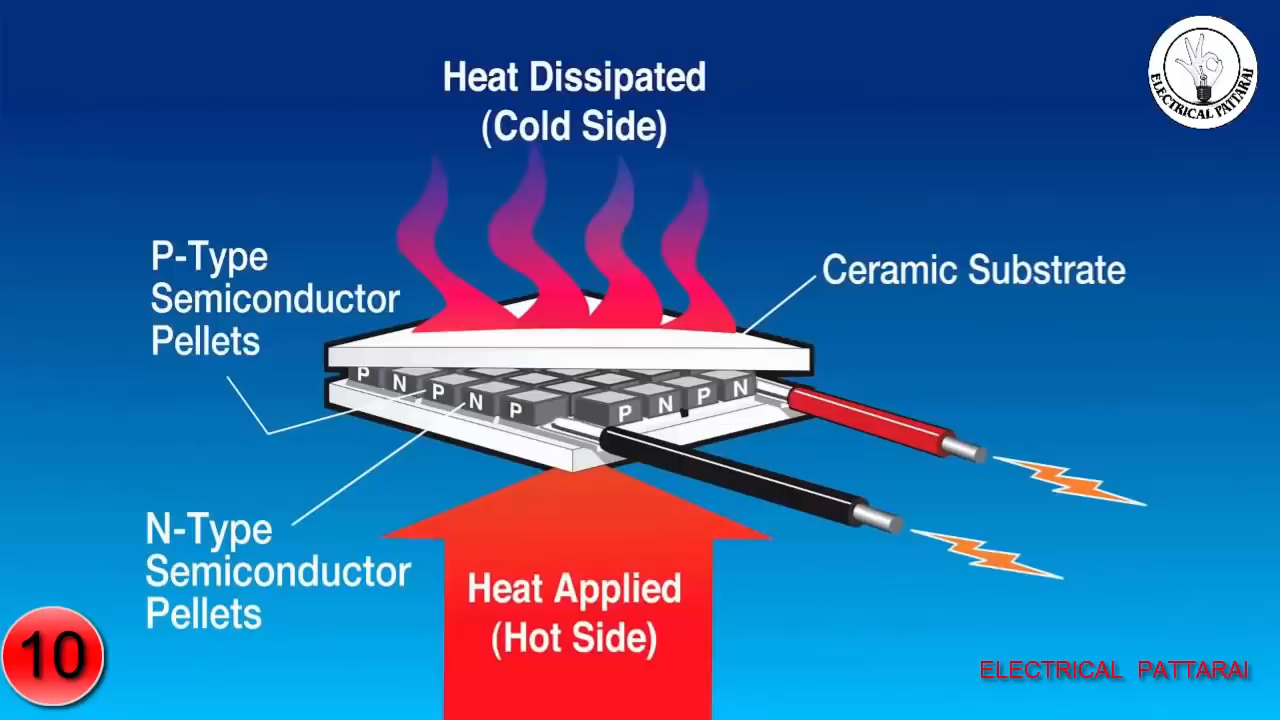 Heat Dissipated
(Cold Side)
ELECTRICAL PATTARAI
P-Type
Semiconductor
Pellets
Ceramic Substrate
P N P N P
P N P N
N-Type
Semiconductor
Pellets
Heat Applied
(Hot Side)
10
ELECTRICAL PATTARAI